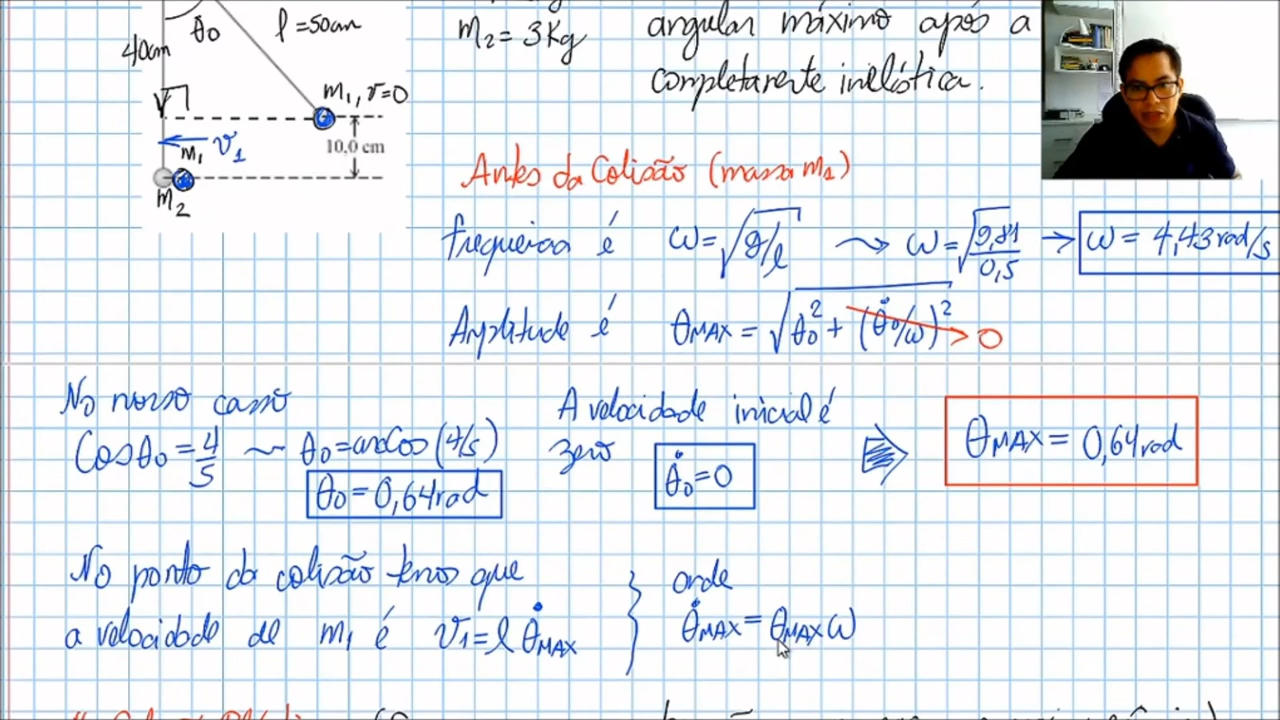 θ0
l = 50cm
40cm
m1, v=0
10,0 cm
v1
m1
m2
m2 = 3Kg
angular máximo após a
completamente inelástica.
Antes da Colisão (massa m1)
frequência é ω = √g/l ⤳ ω = √9,81/0,5 → ω = 4,43 rad/s
Amplitude é θMAX = √θ0² + (θ̇0/ω)² → 0
No nosso casso
Cosθ0 = 4/5 ⤳ θ0 = arcCos (4/5)
θ0 = 0,64 rad
A velocidade inicial é
zero θ̇0 = 0
θMAX = 0,64 rad
No ponto da colisão temos que
a velocidade de m1 é v1 = l θ̇MAX
onde
θ̇MAX = θMAX ω